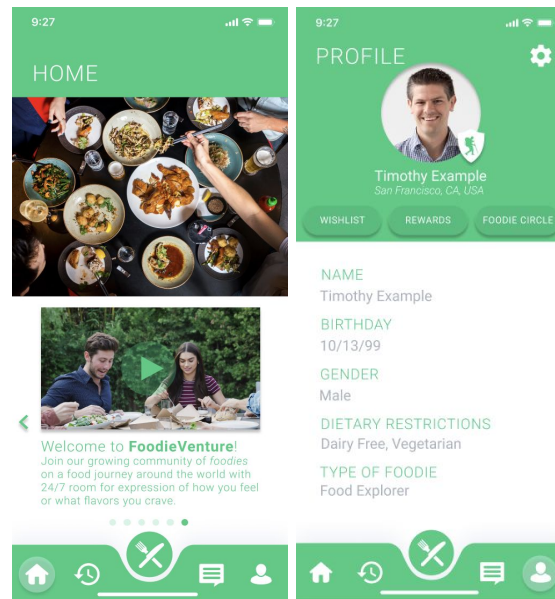 9:27
HOME
Welcome to FoodieVenture!
Join our growing community of foodies
on a food journey around the world with
24/7 room for expression of how you feel
or what flavors you crave.
9:27
PROFILE
Timothy Example
San Francisco, CA, USA
WISHLIST
REWARDS
FOODIE CIRCLE
NAME
Timothy Example
BIRTHDAY
10/13/99
GENDER
Male
DIETARY RESTRICTIONS
Dairy Free, Vegetarian
TYPE OF FOODIE
Food Explorer